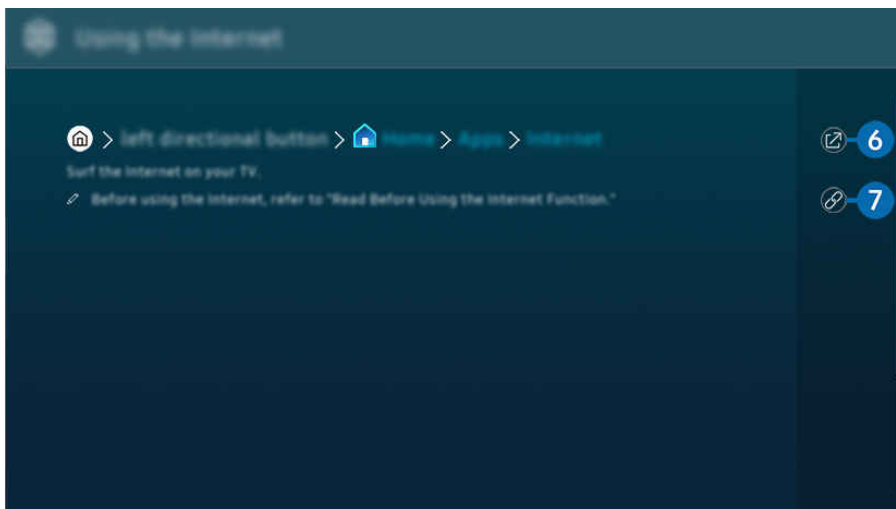 Using the Internet
> left directional button > Home > Apps > Internet
6
Surf the Internet on your TV.
7
Before using the Internet, refer to "Read Before Using the Internet Function."